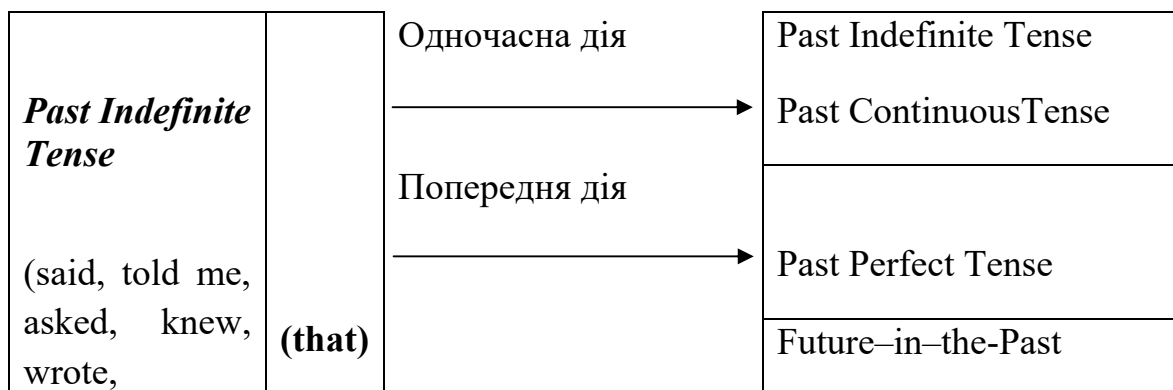 Past Indefinite
Tense
(said, told me,
asked, knew,
wrote,
(that)
Одночасна дія
Попередня дія
Past Indefinite Tense
Past ContinuousTense
Past Perfect Tense
Future–in–the-Past